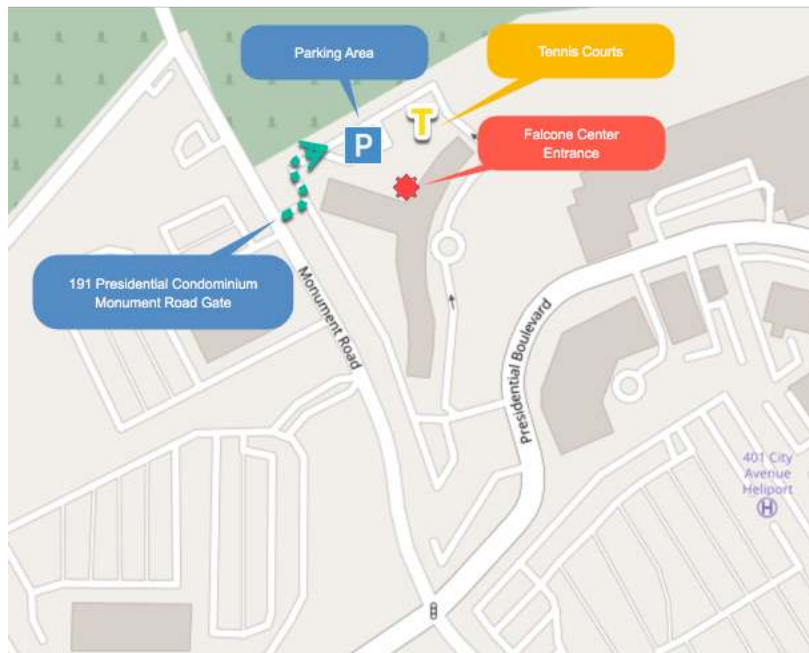 Parking Area
Tennis Courts
P
T
Falcone Center
Entrance
191 Presidential Condominium
Monument Road Gate
Monument Road
Presidential Boulevard
401 City
Avenue
Heliport
H